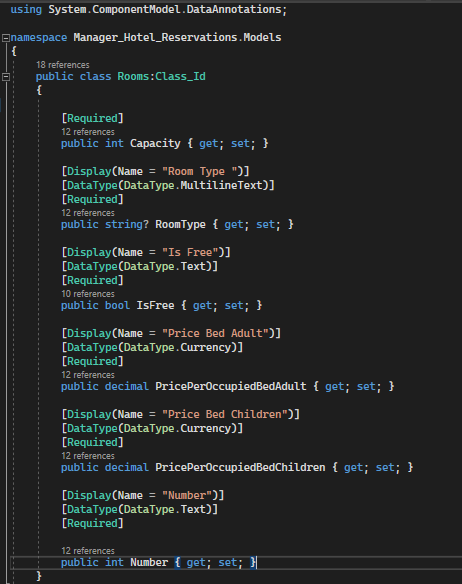 using System.ComponentModel.DataAnnotations;
namespace Manager_Hotel_Reservations.Models
{
18 references
public class Rooms:Class_Id
{
[Required]
12 references
public int Capacity { get; set; }
[Display(Name = "Room Type ")]
[DataType(DataType.MultilineText)]
[Required]
12 references
public string? RoomType { get; set; }
[Display(Name = "Is Free")]
[DataType(DataType.Text)]
[Required]
10 references
public bool IsFree { get; set; }
[Display(Name = "Price Bed Adult")]
[DataType(DataType.Currency)]
[Required]
12 references
public decimal PricePerOccupiedBedAdult { get; set; }
[Display(Name = "Price Bed Children")]
[DataType(DataType.Currency)]
[Required]
12 references
public decimal PricePerOccupiedBedChildren { get; set; }
[Display(Name = "Number")]
[DataType(DataType.Text)]
[Required]
12 references
public int Number { get; set; }
}